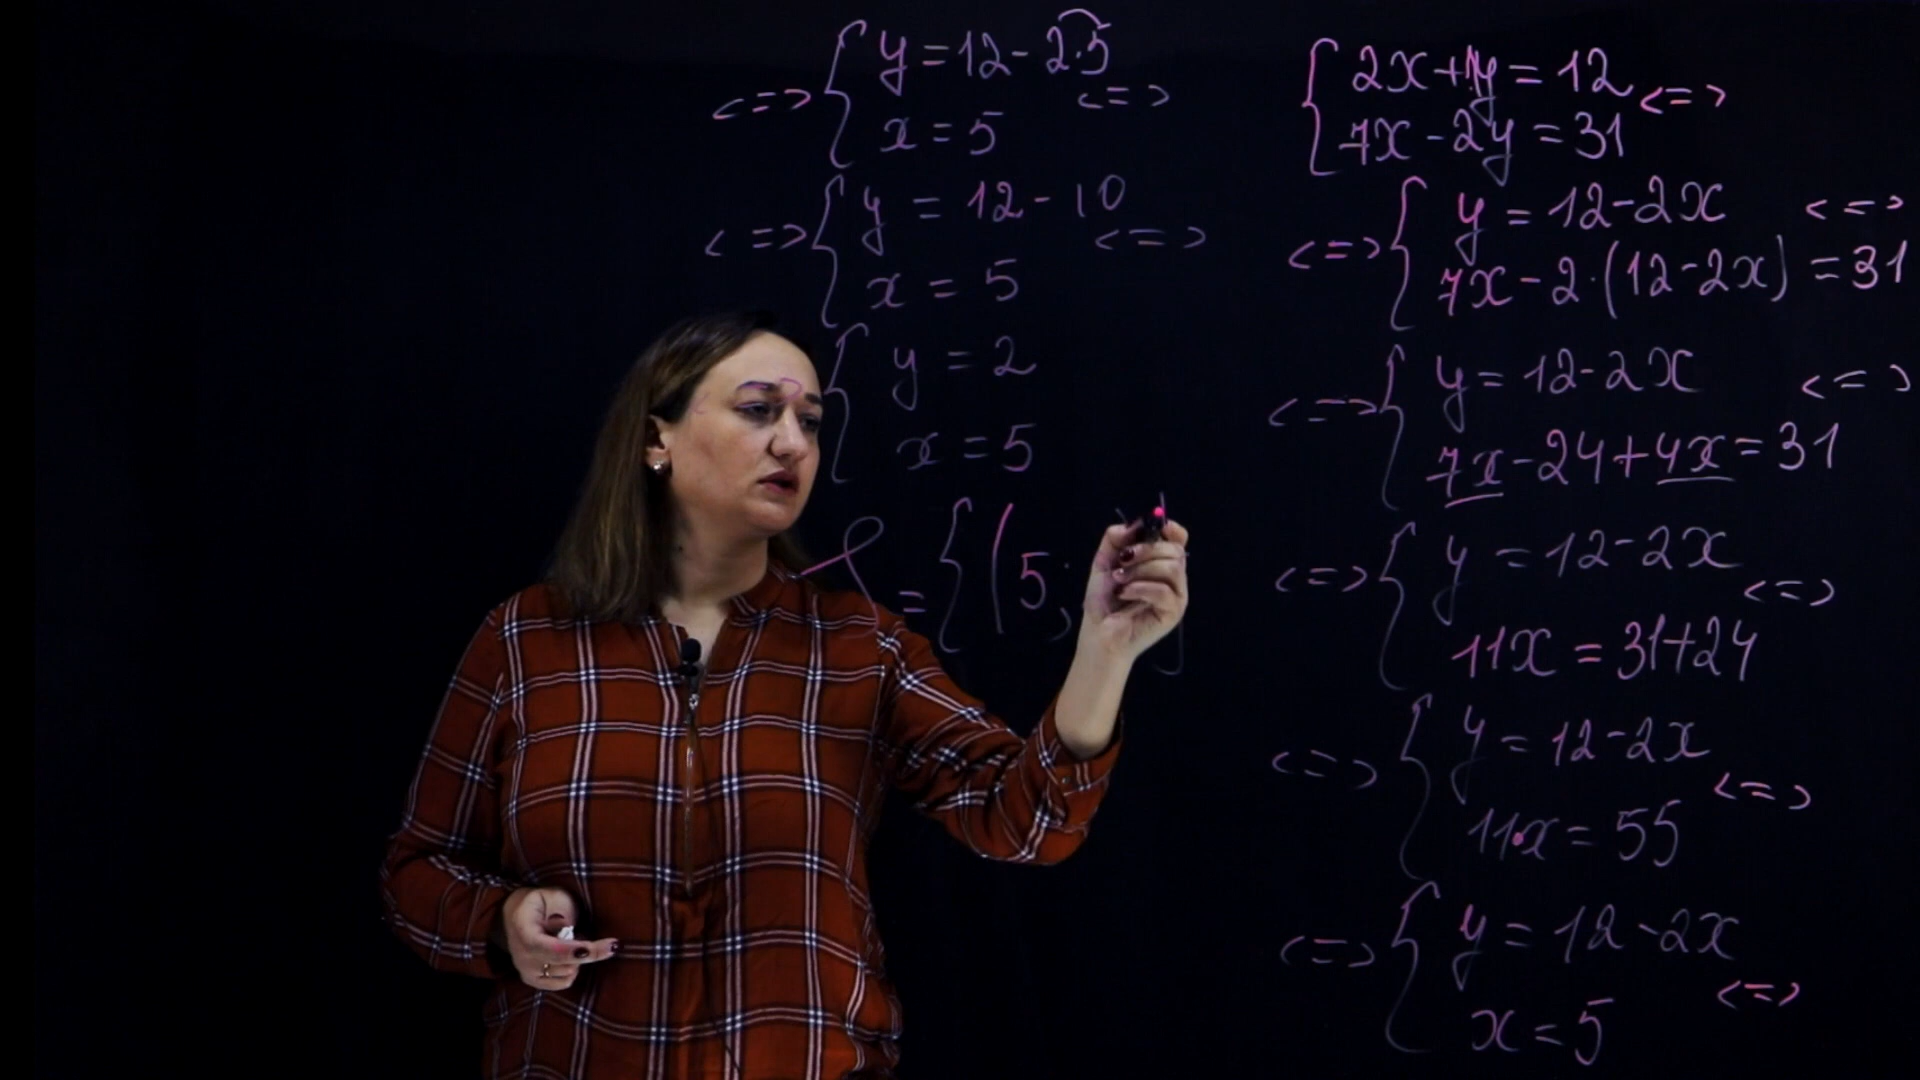 { 2x+1y = 12 <=>
7x - 2y = 31
<=> { y = 12-2x <=>
7x - 2·(12-2x) = 31
<=> { y = 12-2x <=>
7x - 24+4x = 31
<=> { y = 12-2x <=>
11x = 31+24
<=> { y = 12-2x <=>
11·x = 55
<=> { y = 12-2x <=>
x = 5
<=> { y = 12 - 2·5 <=>
x = 5
<=> { y = 12 - 10 <=>
x = 5
{ y = 2
x = 5
= {(5;